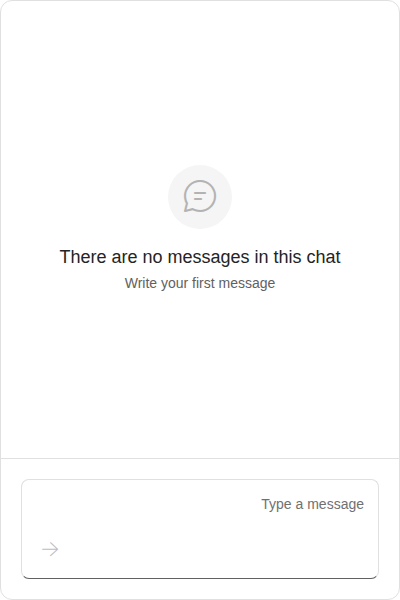 There are no messages in this chat
Write your first message
Type a message